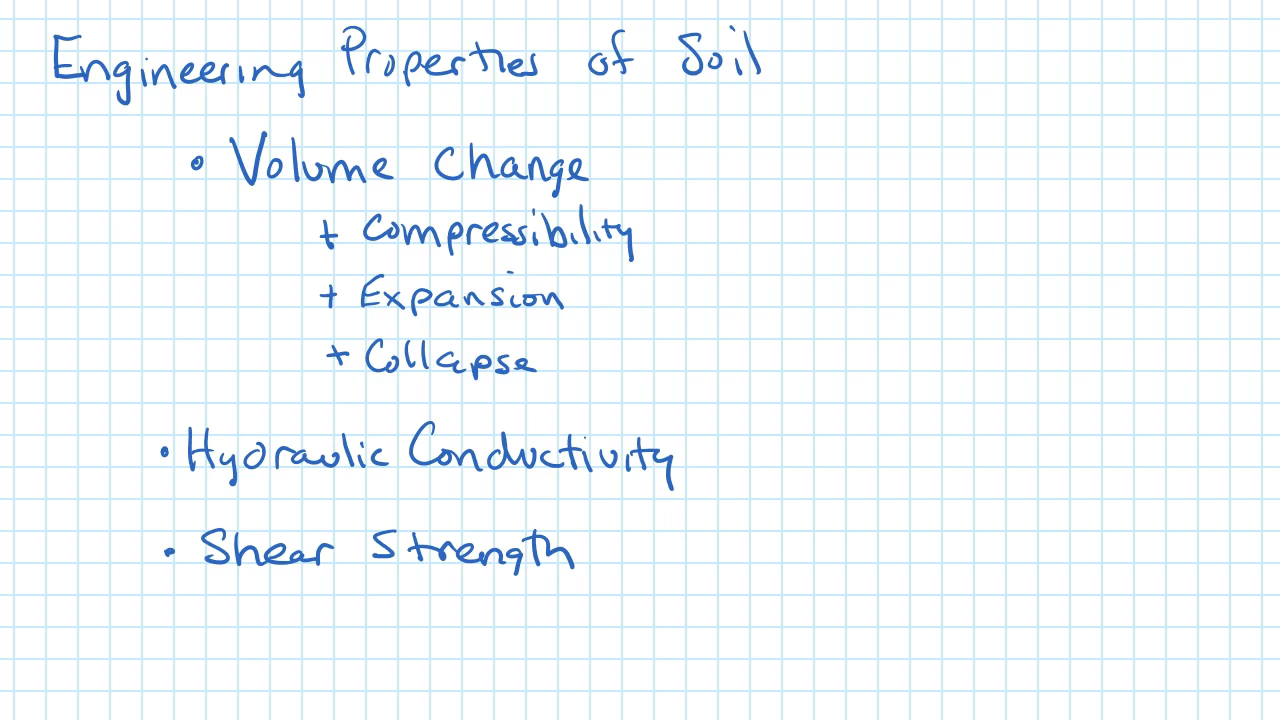 Engineering Properties of Soil
• Volume Change
+ Compressibility
+ Expansion
+ Collapse
• Hydraulic Conductivity
• Shear Strength